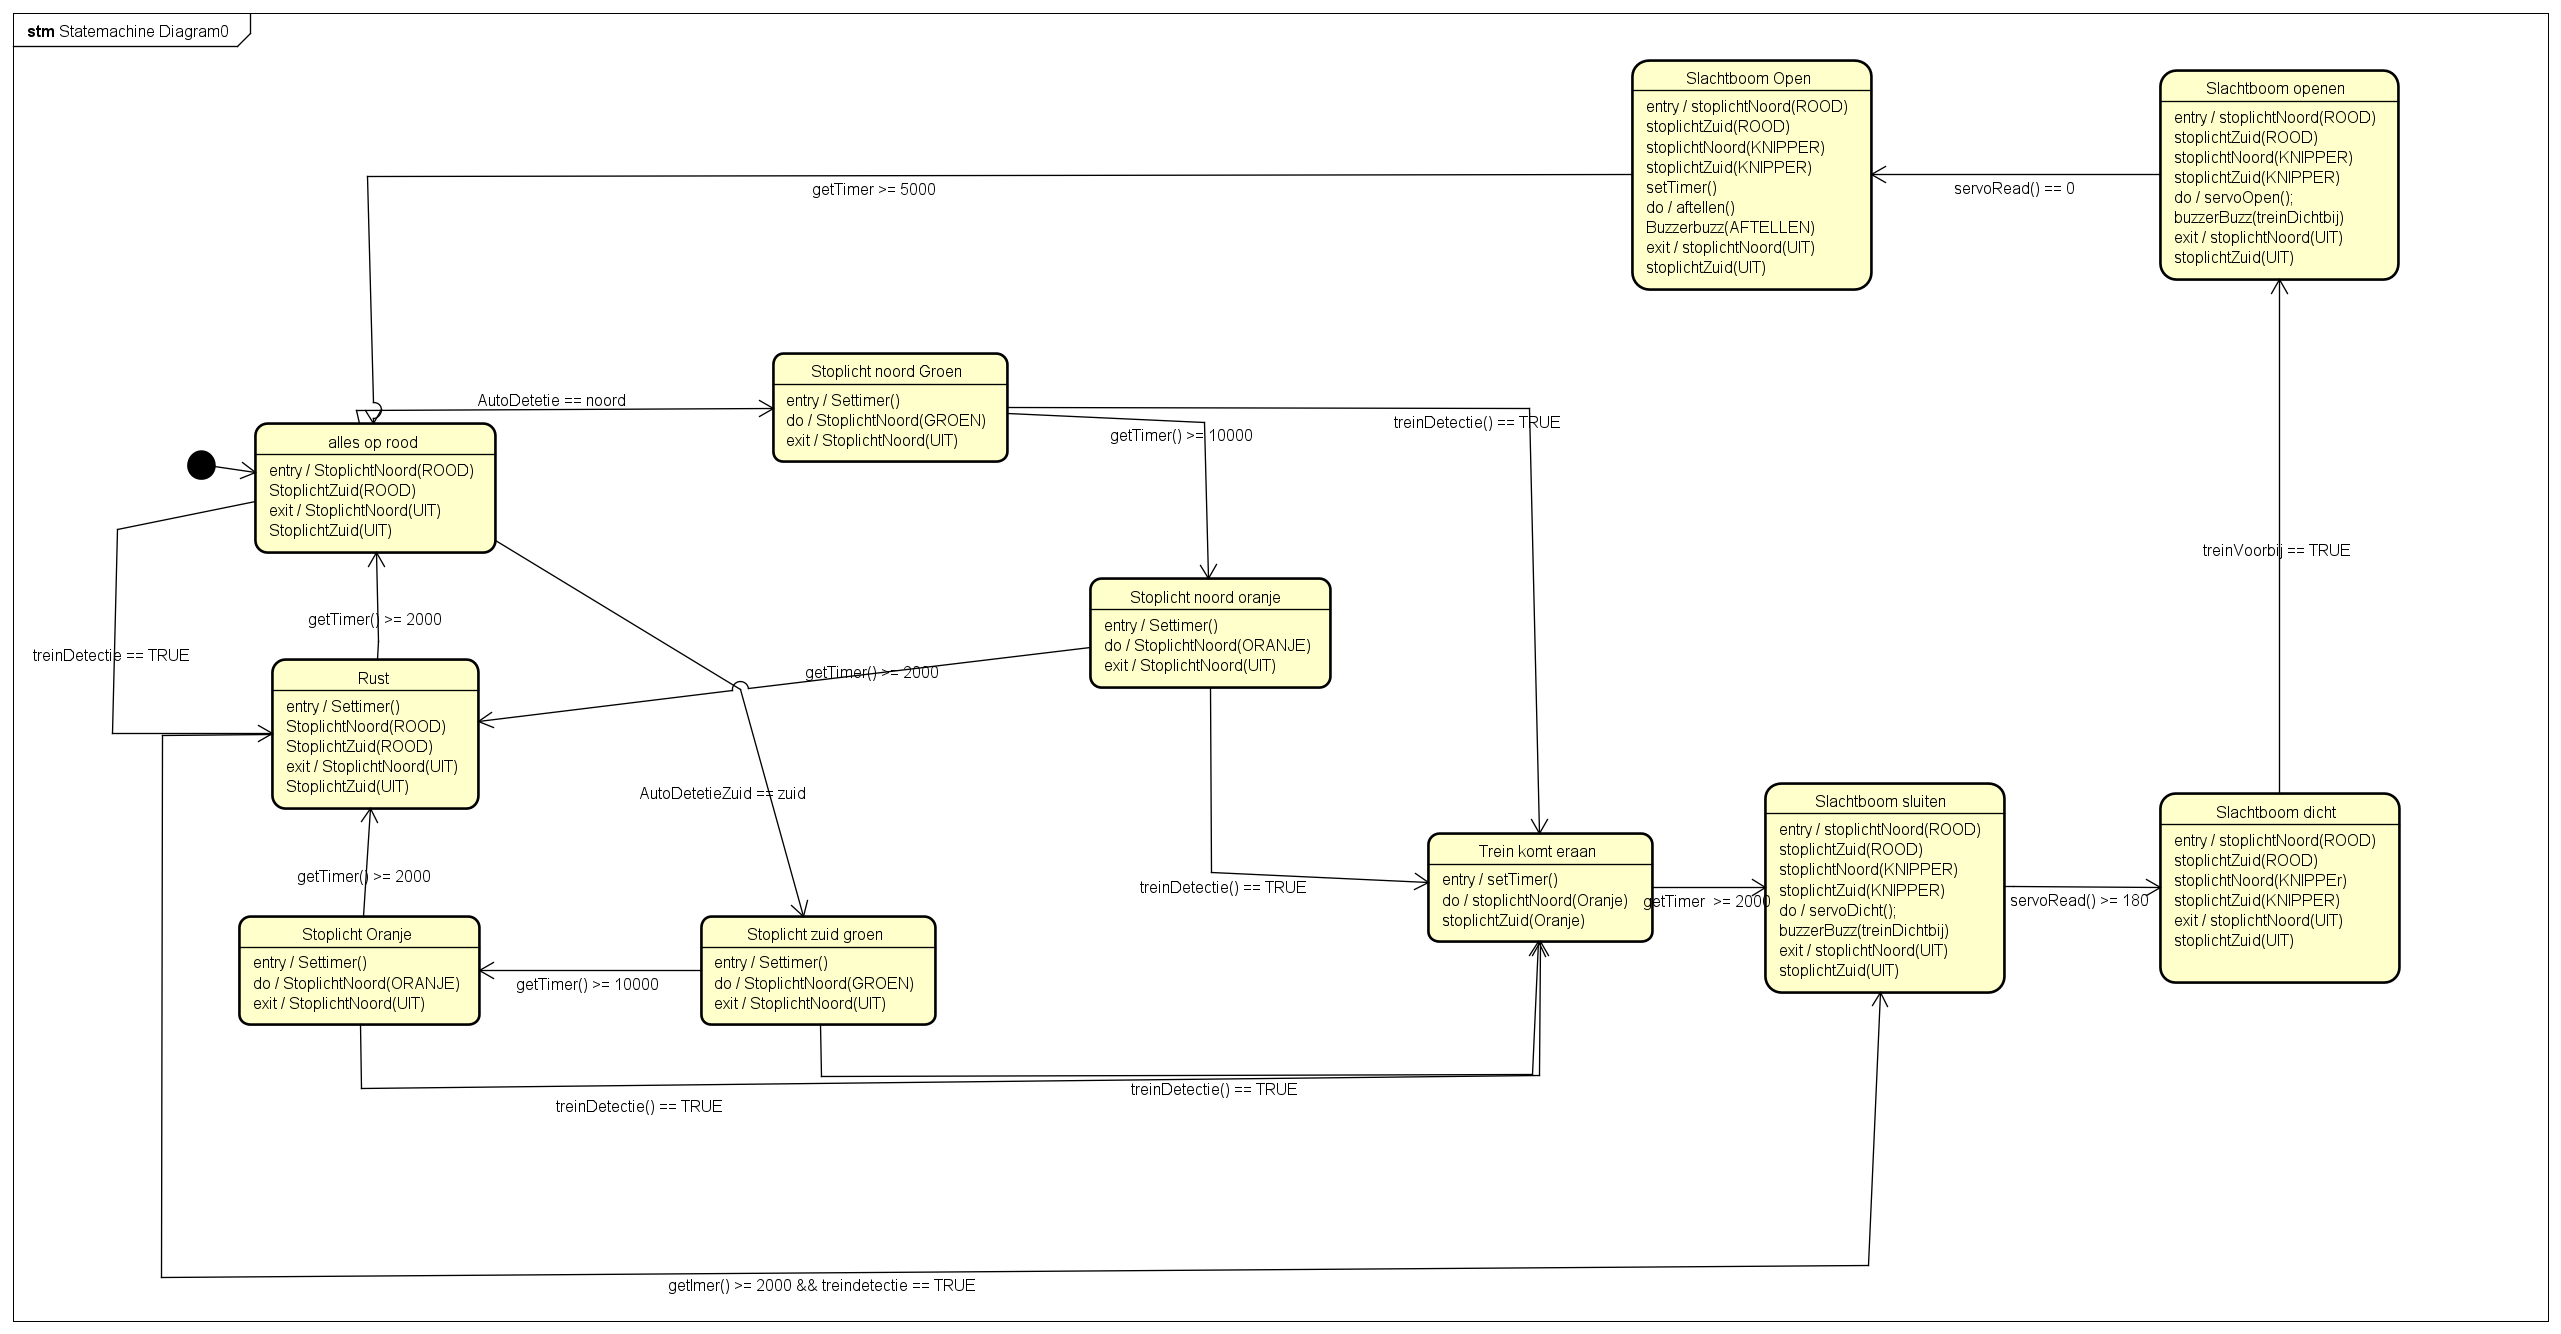 stm Statemachine Diagram0
Slachtboom Open
entry / stoplichtNoord(ROOD)
stoplichtZuid(ROOD)
stoplichtNoord(KNIPPER)
stoplichtZuid(KNIPPER)
setTimer()
do / aftellen()
Buzzerbuzz(AFTELLEN)
exit / stoplichtNoord(UIT)
stoplichtZuid(UIT)
Slachtboom openen
entry / stoplichtNoord(ROOD)
stoplichtZuid(ROOD)
stoplichtNoord(KNIPPER)
stoplichtZuid(KNIPPER)
do / servoOpen();
buzzerBuzz(treinDichtbij)
exit / stoplichtNoord(UIT)
stoplichtZuid(UIT)
getTimer >= 5000
servoRead() == 0
AutoDetetie == noord
Stoplicht noord Groen
entry / Settimer()
do / StoplichtNoord(GROEN)
exit / StoplichtNoord(UIT)
treinDetectie() == TRUE
getTimer() >= 10000
alles op rood
entry / StoplichtNoord(ROOD)
StoplichtZuid(ROOD)
exit / StoplichtNoord(UIT)
StoplichtZuid(UIT)
treinVoorbij == TRUE
Stoplicht noord oranje
entry / Settimer()
do / StoplichtNoord(ORANJE)
exit / StoplichtNoord(UIT)
getTimer() >= 2000
treinDetectie == TRUE
getTimer() >= 2000
Rust
entry / Settimer()
StoplichtNoord(ROOD)
StoplichtZuid(ROOD)
exit / StoplichtNoord(UIT)
StoplichtZuid(UIT)
AutoDetetieZuid == zuid
getTimer() >= 2000
treinDetectie() == TRUE
Trein komt eraan
entry / setTimer()
do / stoplichtNoord(Oranje)
stoplichtZuid(Oranje)
getTimer  >= 2000
Slachtboom sluiten
entry / stoplichtNoord(ROOD)
stoplichtZuid(ROOD)
stoplichtNoord(KNIPPER)
stoplichtZuid(KNIPPER)
do / servoDicht();
buzzerBuzz(treinDichtbij)
exit / stoplichtNoord(UIT)
stoplichtZuid(UIT)
servoRead() >= 180
Slachtboom dicht
entry / stoplichtNoord(ROOD)
stoplichtZuid(ROOD)
stoplichtNoord(KNIPPEr)
stoplichtZuid(KNIPPER)
exit / stoplichtNoord(UIT)
stoplichtZuid(UIT)
Stoplicht Oranje
entry / Settimer()
do / StoplichtNoord(ORANJE)
exit / StoplichtNoord(UIT)
getTimer() >= 10000
Stoplicht zuid groen
entry / Settimer()
do / StoplichtNoord(GROEN)
exit / StoplichtNoord(UIT)
treinDetectie() == TRUE
treinDetectie() == TRUE
getImer() >= 2000 && treindetectie == TRUE